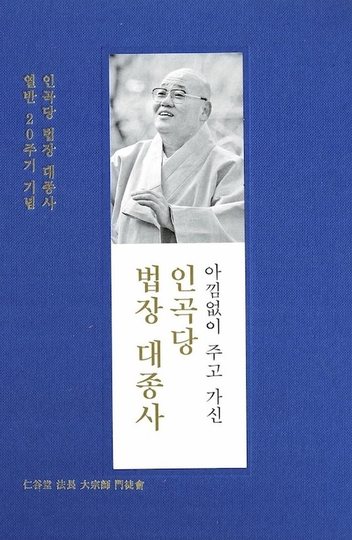 인곡당 법장 대종사
열반 20주기 기념
아낌없이 주고 가신
인곡당
법장 대종사
仁谷堂 法長 大宗師 門徒會